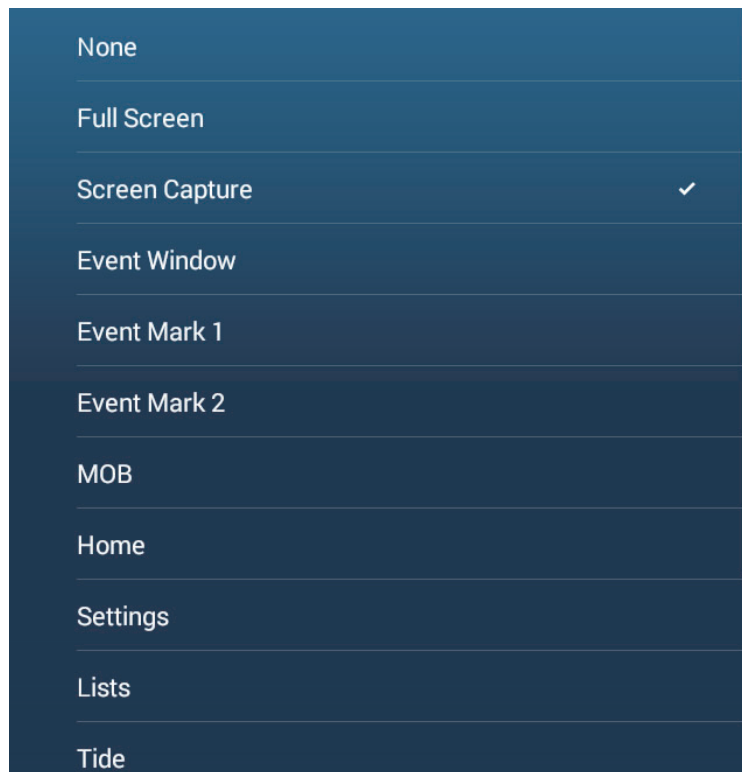 None
Full Screen
Screen Capture
Event Window
Event Mark 1
Event Mark 2
MOB
Home
Settings
Lists
Tide